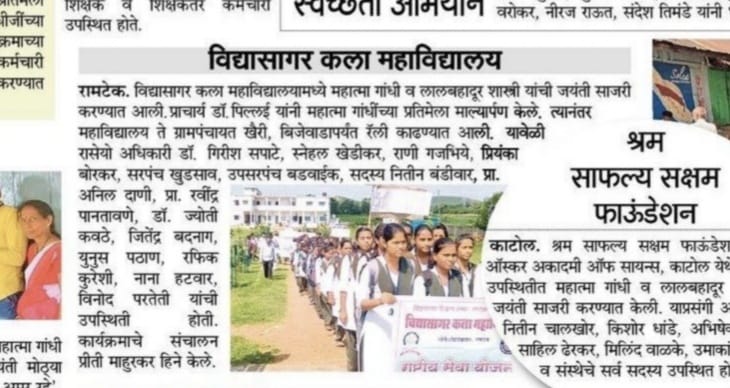 शिक्षक व शिक्षकेतर कर्मचारी
उपस्थित होते.
स्वच्छता अभियान
वरोकर, नीरज राऊत, संदेश तिमांडे यांनी
जींच्या
क्रमाच्या
कर्मचारी
करण्यात
विद्यासागर कला महाविद्यालय
रामटेक. विद्यासागर कला महाविद्यालयामध्ये महात्मा गांधी व लालबहादूर शास्त्री यांची जयंती साजरी
करण्यात आली. प्राचार्य डॉ. पिल्लई यांनी महात्मा गांधींच्या प्रतिमेला माल्यार्पण केले. त्यानंतर
महाविद्यालय ते ग्रामपंचायत खैरी, बिजेवाडापर्यंत रॅली काढण्यात आली. यावेळी
रासेयो अधिकारी डॉ. गिरीश सपाटे, स्नेहल खेडीकर, राणी गजभिये, प्रियंका
बोरकर, सरपंच खुडसाव, उपसरपंच बडवाईक, सदस्य नितीन बंडीवार, प्रा.
अनिल दाणी, प्रा. रवींद्र
पानतावणे, डॉ. ज्योती
कवठे, जितेंद्र बदनाग,
युनुस पठाण, रफिक
कुरेशी, नाना हटवार,
विनोद परतेती यांची
उपस्थिती होती.
कार्यक्रमाचे संचालन
प्रीती माहुरकर हिने केले.
विद्यासागर कला महावि
राष्ट्रीय सेवा योजना
श्रम
साफल्य सक्षम
फाऊंडेशन
काटोल. श्रम साफल्य सक्षम फाऊंडेश
ऑस्कर अकादमी ऑफ सायन्स, काटोल येथे
उपस्थितीत महात्मा गांधी व लालबहादूर
जयंती साजरी करण्यात केली. याप्रसंगी अ
नितीन चालखोर, किशोर धांडे, अभिषेव
साहिल ढेरकर, मिलिंद वाळके, उमाकां
व संस्थेचे सर्व सदस्य उपस्थित हो
महात्मा गांधी
यंती मोठ्या